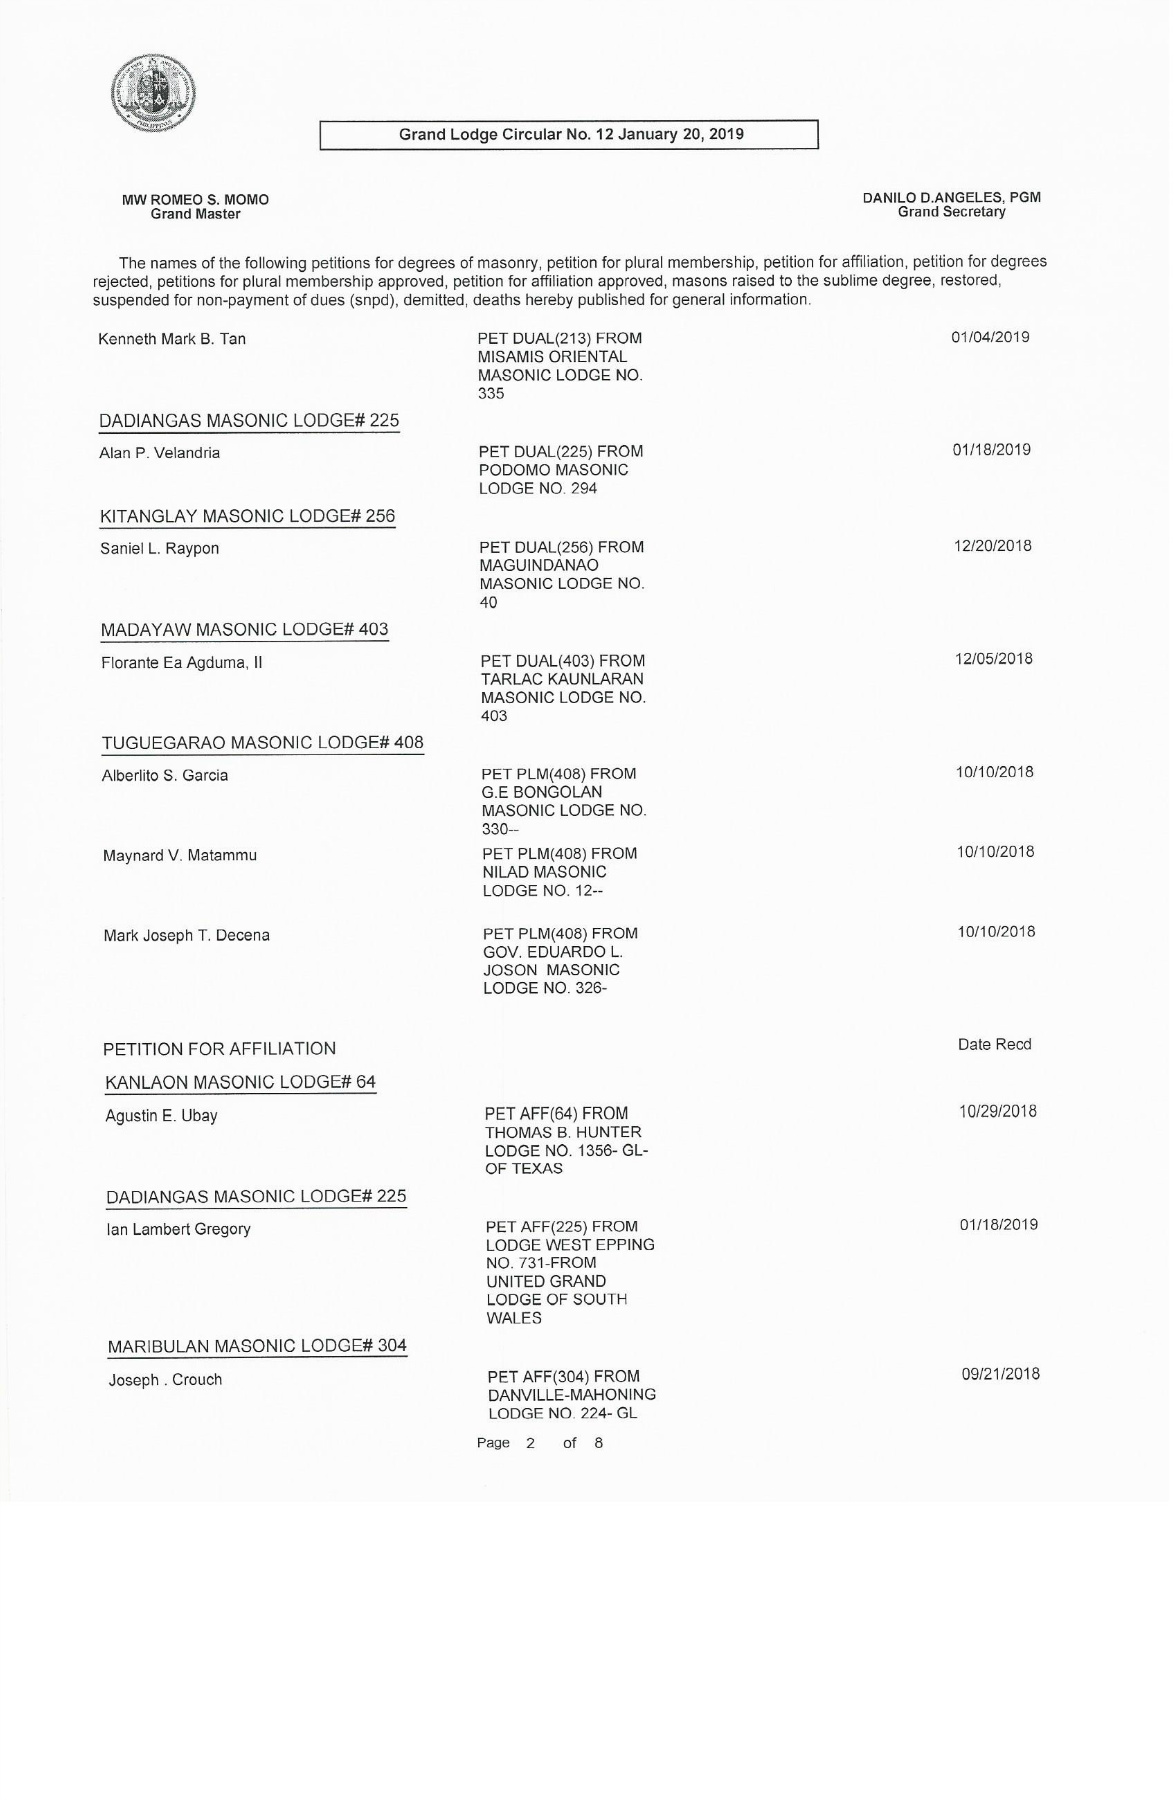 PHILIPPINES
Grand Lodge Circular No. 12 January 20, 2019
MW ROMEO S. MOMO
Grand Master
DANILO D.ANGELES, PGM
Grand Secretary
The names of the following petitions for degrees of masonry, petition for plural membership, petition for affiliation, petition for degrees
rejected, petitions for plural membership approved, petition for affiliation approved, masons raised to the sublime degree, restored,
suspended for non-payment of dues (snpd), demitted, deaths hereby published for general information.
Kenneth Mark B. Tan PET DUAL(213) FROM 01/04/2019
MISAMIS ORIENTAL
MASONIC LODGE NO.
335
DADIANGAS MASONIC LODGE# 225
Alan P. Velandria PET DUAL(225) FROM 01/18/2019
PODOMO MASONIC
LODGE NO. 294
KITANGLAY MASONIC LODGE# 256
Saniel L. Raypon PET DUAL(256) FROM 12/20/2018
MAGUINDANAO
MASONIC LODGE NO.
40
MADAYAW MASONIC LODGE# 403
Florante Ea Agduma, II PET DUAL(403) FROM 12/05/2018
TARLAC KAUNLARAN
MASONIC LODGE NO.
403
TUGUEGARAO MASONIC LODGE# 408
Alberlito S. Garcia PET PLM(408) FROM 10/10/2018
G.E BONGOLAN
MASONIC LODGE NO.
330--
Maynard V. Matammu PET PLM(408) FROM 10/10/2018
NILAD MASONIC
LODGE NO. 12--
Mark Joseph T. Decena PET PLM(408) FROM 10/10/2018
GOV. EDUARDO L.
JOSON MASONIC
LODGE NO. 326-
PETITION FOR AFFILIATION Date Recd
KANLAON MASONIC LODGE# 64
Agustin E. Ubay PET AFF(64) FROM 10/29/2018
THOMAS B. HUNTER
LODGE NO. 1356- GL-
OF TEXAS
DADIANGAS MASONIC LODGE# 225
Ian Lambert Gregory PET AFF(225) FROM 01/18/2019
LODGE WEST EPPING
NO. 731-FROM
UNITED GRAND
LODGE OF SOUTH
WALES
MARIBULAN MASONIC LODGE# 304
Joseph . Crouch PET AFF(304) FROM 09/21/2018
DANVILLE-MAHONING
LODGE NO. 224- GL
Page 2 of 8